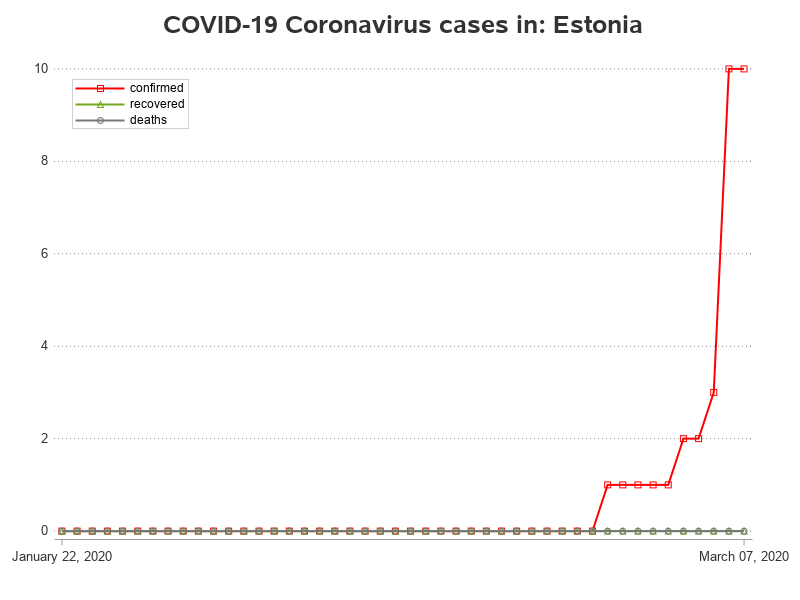 COVID-19 Coronavirus cases in: Estonia
10
confirmed
recovered
deaths
8
6
4
2
0
January 22, 2020
March 07, 2020